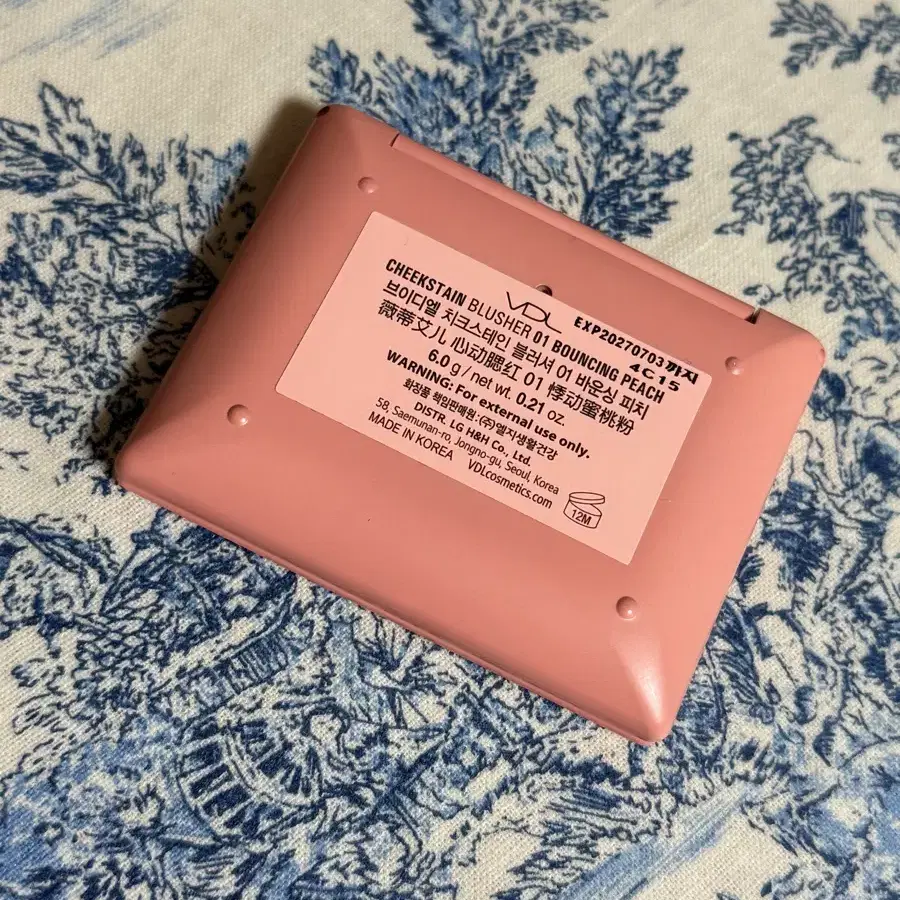 VDL
EXP20270703까지
4C15
CHEEKSTAIN BLUSHER 01 BOUNCING PEACH
브이디엘 치크스테인 블러셔 01 바운싱 피치
薇蒂艾儿 心动腮红 01 悸动蜜桃粉
6.0 g / net wt. 0.21 oz.
WARNING: For external use only.
화장품 책임판매원:(주)엘지생활건강
DISTR. LG H&H Co., Ltd.
58, Saemunan-ro, Jongno-gu, Seoul, Korea
MADE IN KOREA VDLcosmetics.com
12M